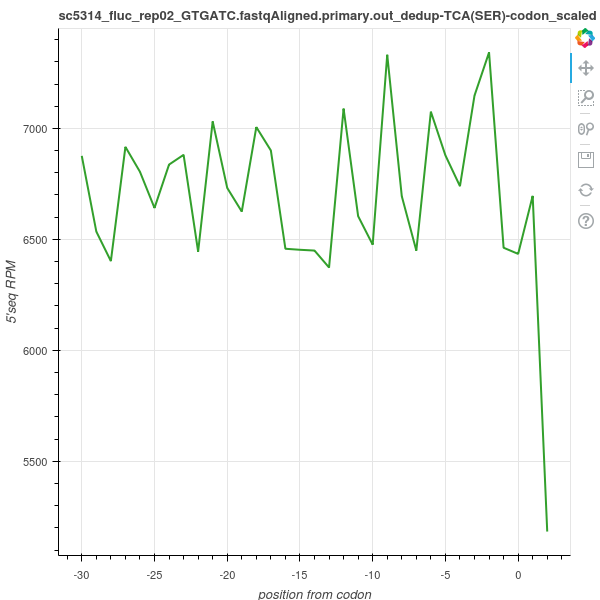 sc5314_fluc_rep02_GTGATC.fastqAligned.primary.out_dedup-TCA(SER)-codon_scaled
7000
6500
6000
5500
5'seq RPM
-30 -25 -20 -15 -10 -5 0
position from codon